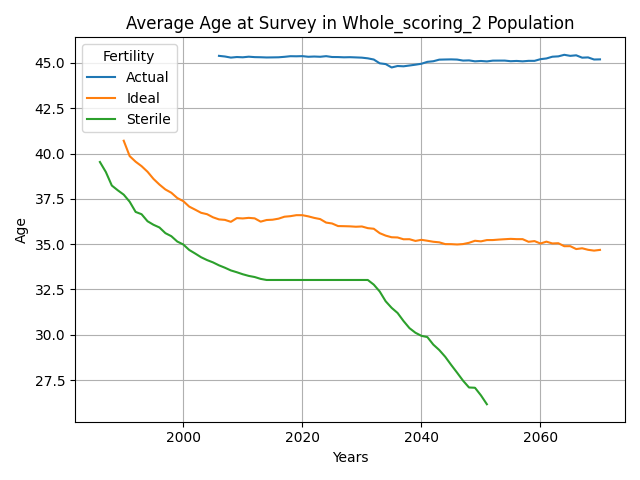 Average Age at Survey in Whole_scoring_2 Population
Fertility
Actual
Ideal
Sterile
Age
45.0
42.5
40.0
37.5
35.0
32.5
30.0
27.5
2000
2020
2040
2060
Years